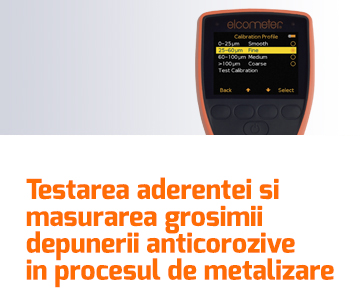 elcometer
Calibration Profile
0-25µm Smooth
25-60µm Fine
60-100µm Medium
>100µm Coarse
Test Calibration
Back Select
Testarea aderentei si
masurarea grosimii
depunerii anticorozive
in procesul de metalizare